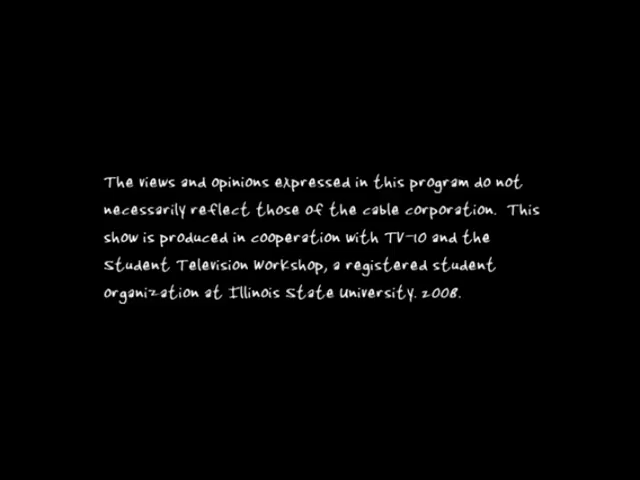 The views and opinions expressed in this program do not
necessarily reflect those of the cable corporation. This
show is produced in cooperation with TV-10 and the
Student Television Workshop, a registered student
organization at Illinois State University. 2008.